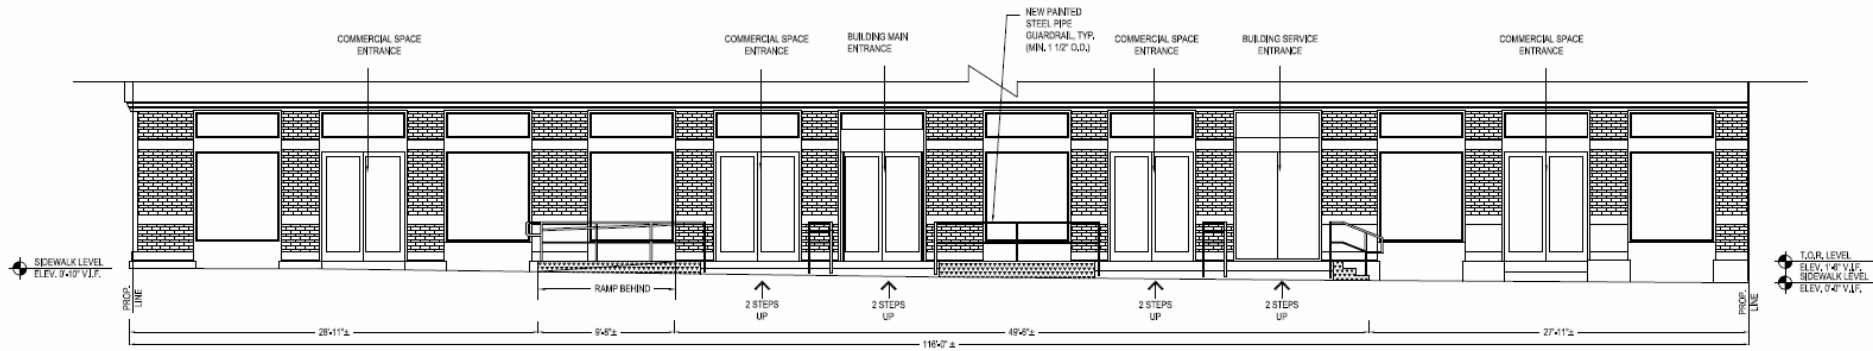 NEW PAINTED
STEEL PIPE
GUARDRAIL, TYP.
(MIN. 1 1/2" O.D.)
COMMERCIAL SPACE
ENTRANCE
COMMERCIAL SPACE
ENTRANCE
BUILDING MAIN
ENTRANCE
COMMERCIAL SPACE
ENTRANCE
BUILDING SERVICE
ENTRANCE
COMMERCIAL SPACE
ENTRANCE
SIDEWALK LEVEL
ELEV. 0'-10" V.I.F.
T.O.R. LEVEL
ELEV. 1'-8" V.I.F.
SIDEWALK LEVEL
ELEV. 0'-0" V.I.F.
PROP.
LINE
RAMP BEHIND
2 STEPS
UP
2 STEPS
UP
2 STEPS
UP
2 STEPS
UP
PROP.
LINE
28'-11"±
9'-8"±
49'-6"±
27'-11"±
116'-0" ±